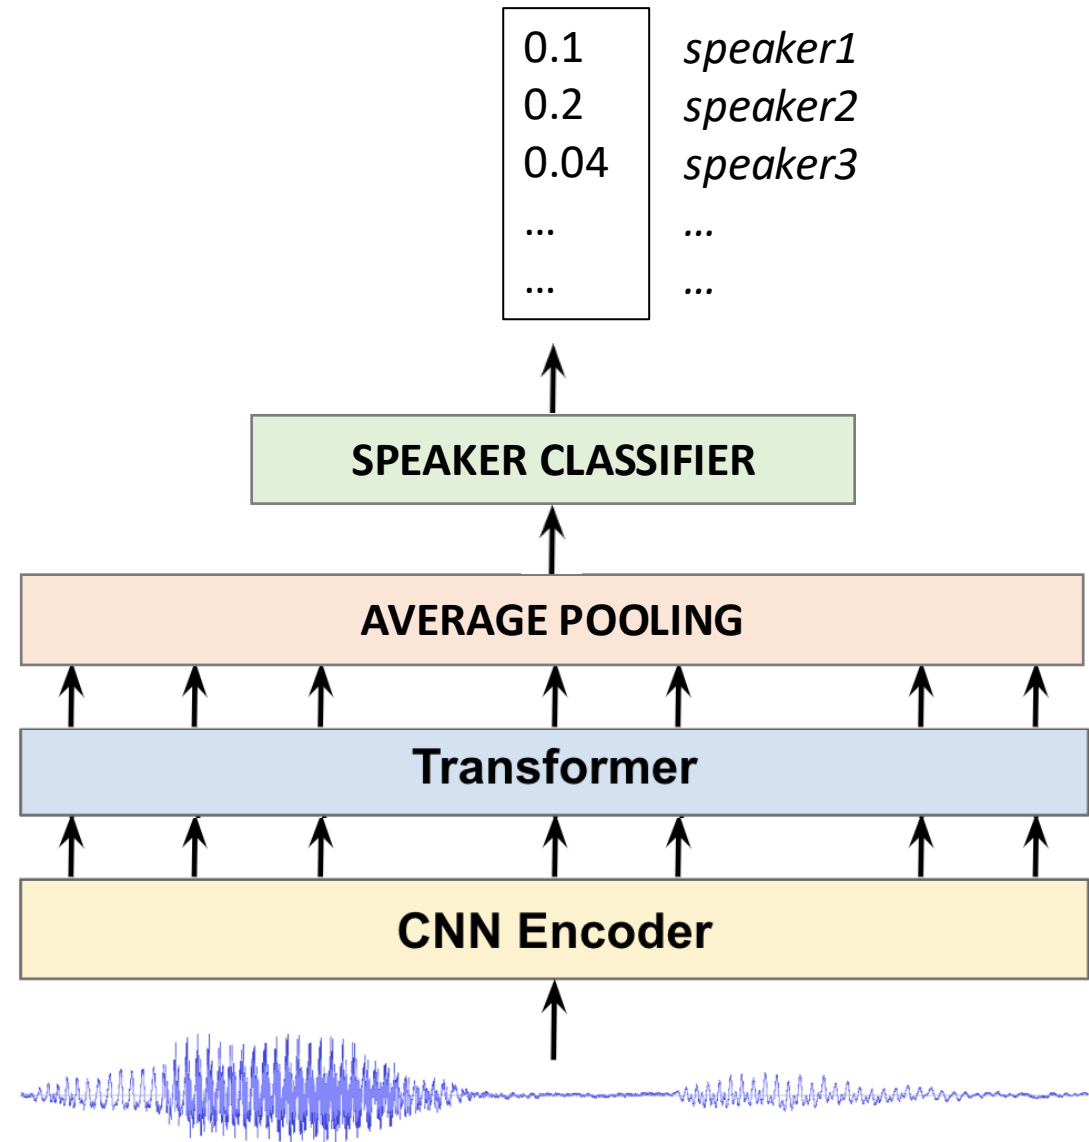 0.1 speaker1
0.2 speaker2
0.04 speaker3
... ...
... ...
SPEAKER CLASSIFIER
AVERAGE POOLING
Transformer
CNN Encoder